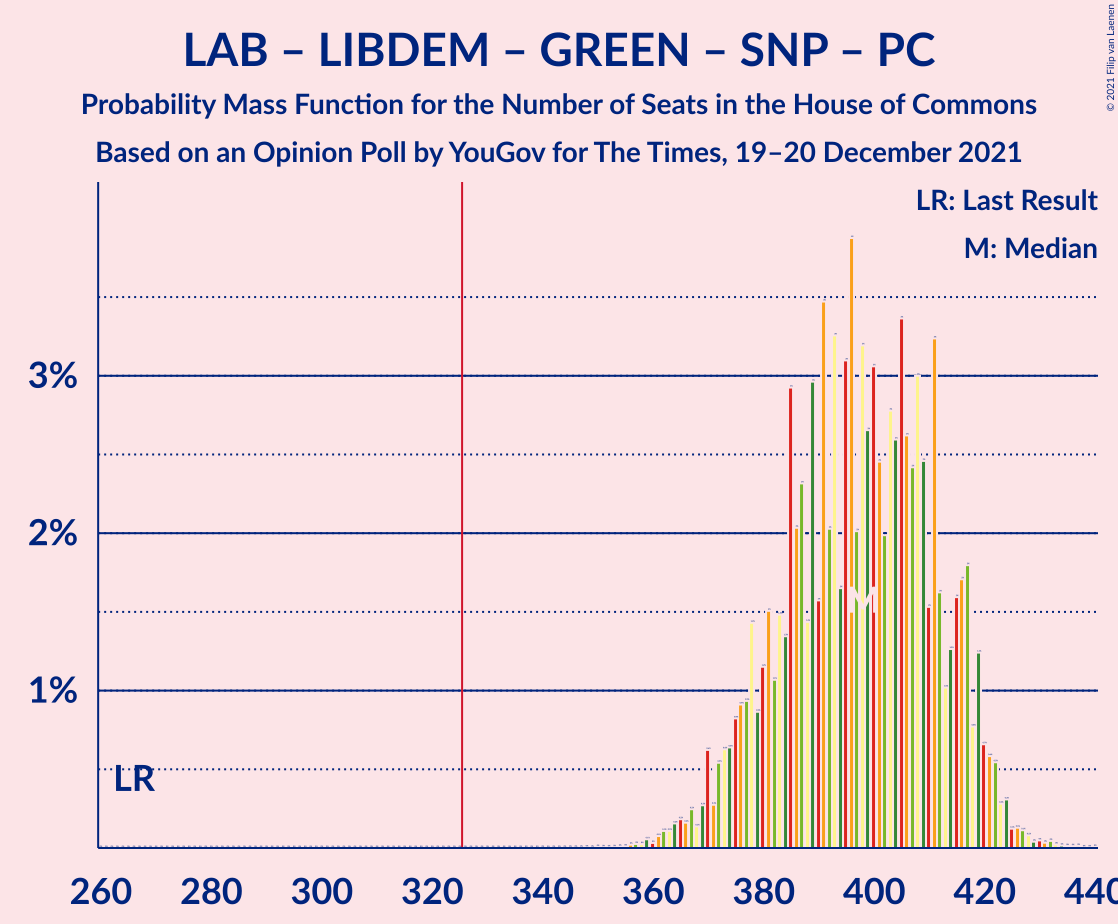 LAB – LIBDEM – GREEN – SNP – PC
Probability Mass Function for the Number of Seats in the House of Commons
Based on an Opinion Poll by YouGov for The Times, 19–20 December 2021
© 2021 Filip van Laenen
LR: Last Result
M: Median
3%
2%
1%
M
LR
260 280 300 320 340 360 380 400 420 440